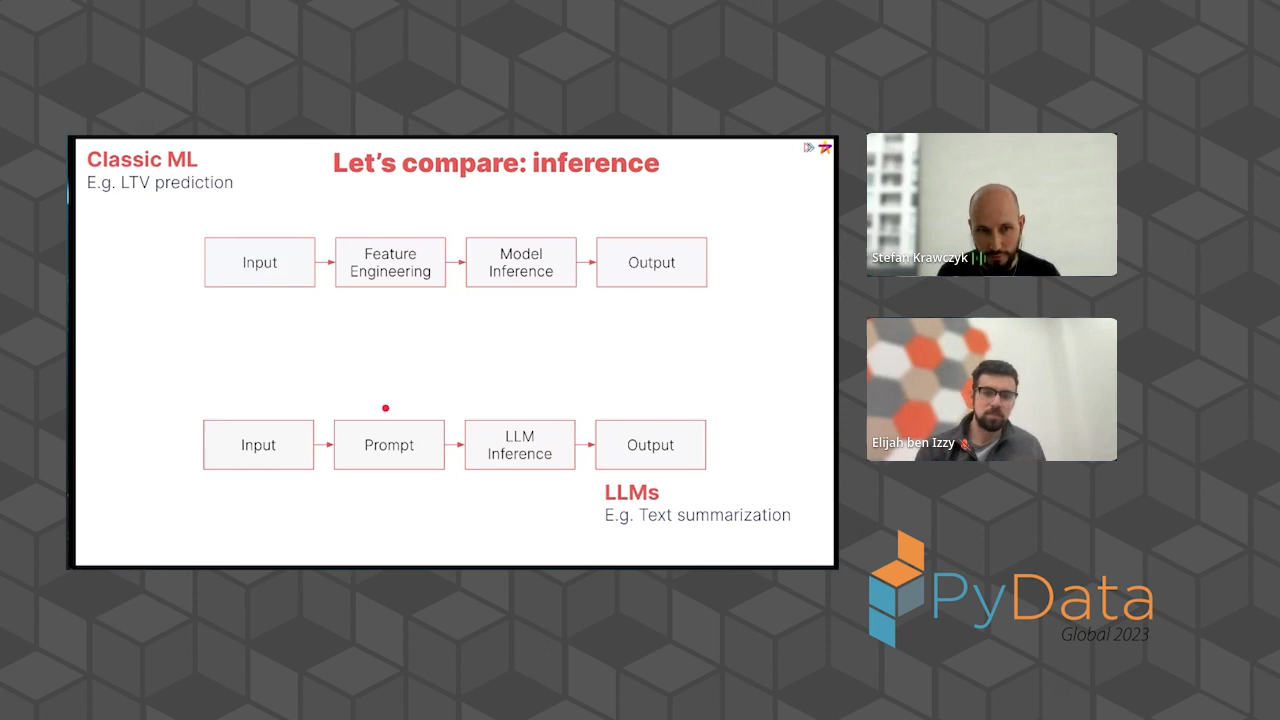 Classic ML
E.g. LTV prediction
Let's compare: inference
Input
Feature
Engineering
Model
Inference
Output
Input
Prompt
LLM
Inference
Output
LLMs
E.g. Text summarization
Stefan Krawczyk
Elijah ben Izzy
PyData
Global 2023